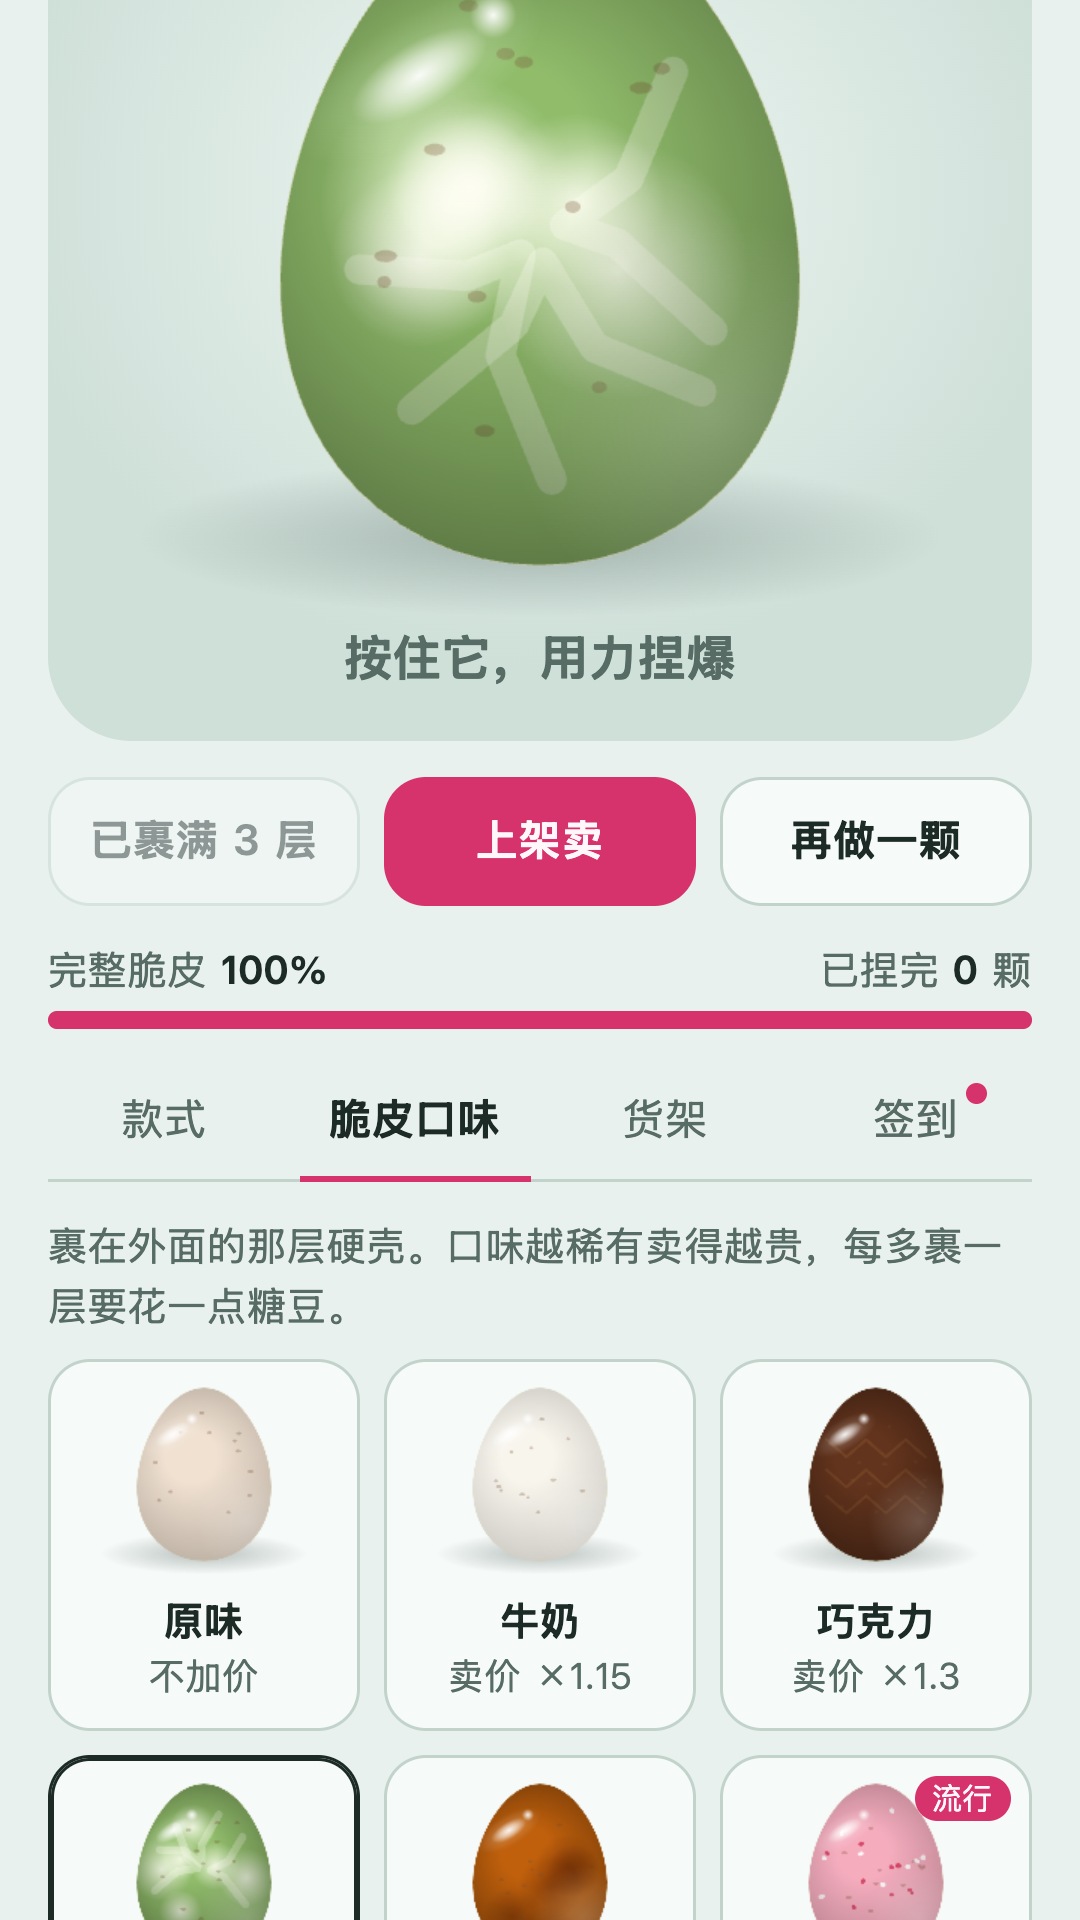 按住它，用力捏爆
已裹满 3 层
上架卖
再做一颗
完整脆皮 100%
已捏完 0 颗
款式
脆皮口味
货架
签到
裹在外面的那层硬壳。口味越稀有卖得越贵，每多裹一
层要花一点糖豆。
原味
不加价
牛奶
卖价 ×1.15
巧克力
卖价 ×1.3
流行